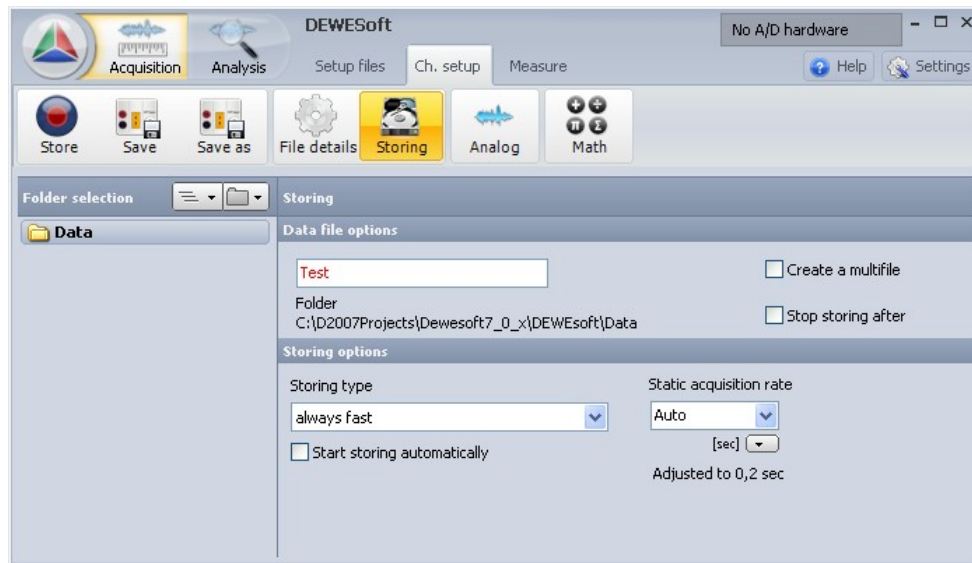 DEWESoft
No A/D hardware
Acquisition
Analysis
Setup files
Ch. setup
Measure
Help
Settings
Store
Save
Save as
File details
Storing
Analog
Math
Folder selection
Storing
Data
Data file options
Test
Create a multifile
Folder
C:\D2007Projects\Dewesoft7_0_x\DEWEsoft\Data
Stop storing after
Storing options
Storing type
Static acquisition rate
always fast
Auto
[sec]
Start storing automatically
Adjusted to 0,2 sec